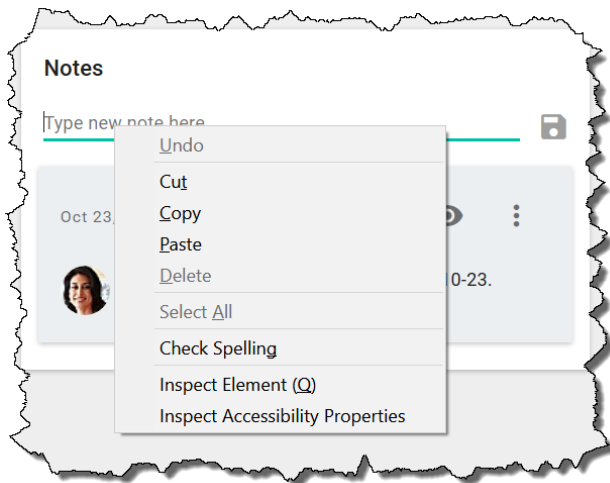 Notes
Type new note here
Undo
Cut
Copy
Paste
Delete
Select All
Check Spelling
Inspect Element (Q)
Inspect Accessibility Properties
Oct 23,
10-23.